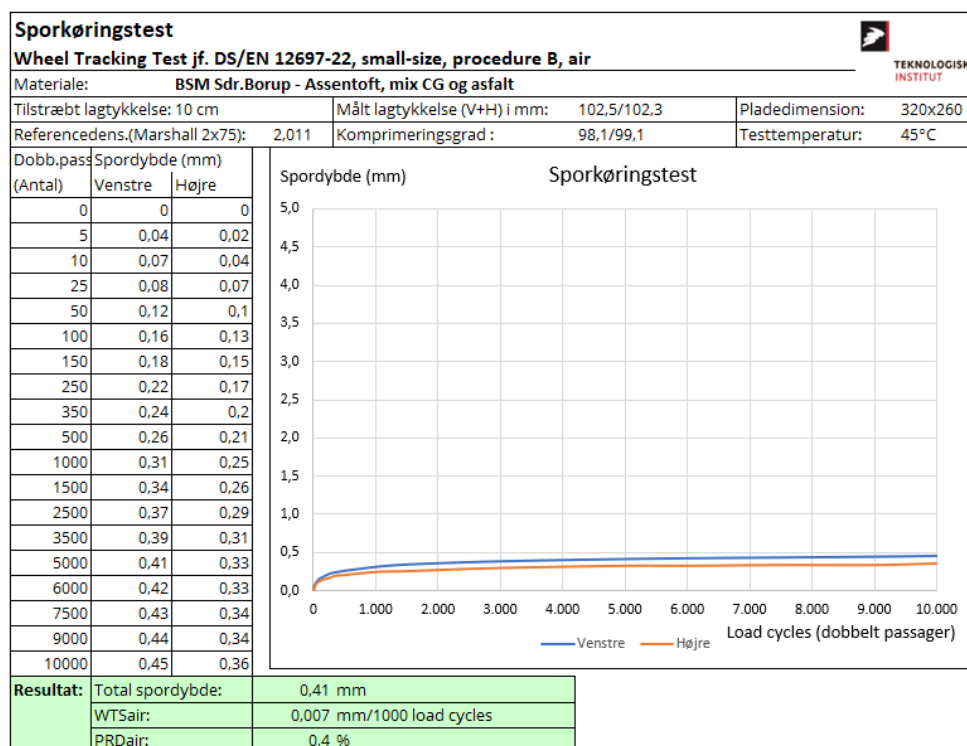 Sporkøringstest
Wheel Tracking Test jf. DS/EN 12697-22, small-size, procedure B, air
TEKNOLOGISK
INSTITUT
Materiale: BSM Sdr.Borup - Assentoft, mix CG og asfalt
Tilstræbt lagtykkelse: 10 cm Målt lagtykkelse (V+H) i mm: 102,5/102,3 Pladedimension: 320x260
Referencedens.(Marshall 2x75): 2,011 Komprimeringsgrad : 98,1/99,1 Testtemperatur: 45°C
Dobb.pass Spordybde (mm)
(Antal) Venstre Højre
0 0 0
5 0,04 0,02
10 0,07 0,04
25 0,08 0,07
50 0,12 0,1
100 0,16 0,13
150 0,18 0,15
250 0,22 0,17
350 0,24 0,2
500 0,26 0,21
1000 0,31 0,25
1500 0,34 0,26
2500 0,37 0,29
3500 0,39 0,31
5000 0,41 0,33
6000 0,42 0,33
7500 0,43 0,34
9000 0,44 0,34
10000 0,45 0,36
Spordybde (mm) Sporkøringstest
5,0
4,5
4,0
3,5
3,0
2,5
2,0
1,5
1,0
0,5
0,0
0 1.000 2.000 3.000 4.000 5.000 6.000 7.000 8.000 9.000 10.000
Load cycles (dobbelt passager)
Venstre Højre
Resultat: Total spordybde: 0,41 mm
WTSair: 0,007 mm/1000 load cycles
PRDair: 0,4 %